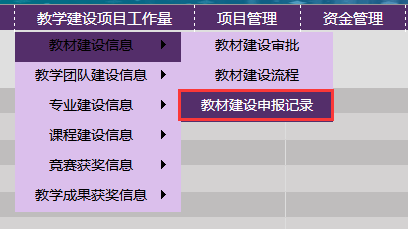 教学建设项目工作量 项目管理 资金管理
教材建设信息 教材建设审批
教学团队建设信息 教材建设流程
专业建设信息 教材建设申报记录
课程建设信息
竞赛获奖信息
教学成果获奖信息